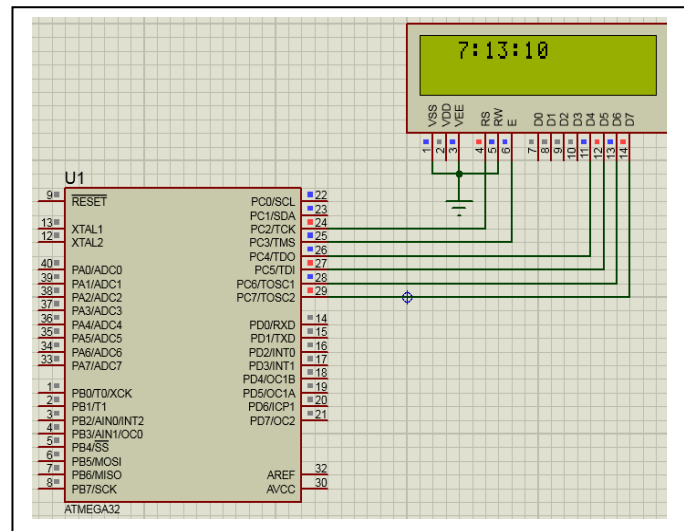 7:13:10
VSS
VDD
VEE
RS
RW
E
D0
D1
D2
D3
D4
D5
D6
D7
1
2
3
4
5
6
7
8
9
10
11
12
13
14
U1
9 RESET
13 XTAL1
12 XTAL2
40 PA0/ADC0
39 PA1/ADC1
38 PA2/ADC2
37 PA3/ADC3
36 PA4/ADC4
35 PA5/ADC5
34 PA6/ADC6
33 PA7/ADC7
1 PB0/T0/XCK
2 PB1/T1
3 PB2/AIN0/INT2
4 PB3/AIN1/OC0
5 PB4/SS
6 PB5/MOSI
7 PB6/MISO
8 PB7/SCK
PC0/SCL 22
PC1/SDA 23
PC2/TCK 24
PC3/TMS 25
PC4/TDO 26
PC5/TDI 27
PC6/TOSC1 28
PC7/TOSC2 29
PD0/RXD 14
PD1/TXD 15
PD2/INT0 16
PD3/INT1 17
PD4/OC1B 18
PD5/OC1A 19
PD6/ICP1 20
PD7/OC2 21
AREF 32
AVCC 30
ATMEGA32